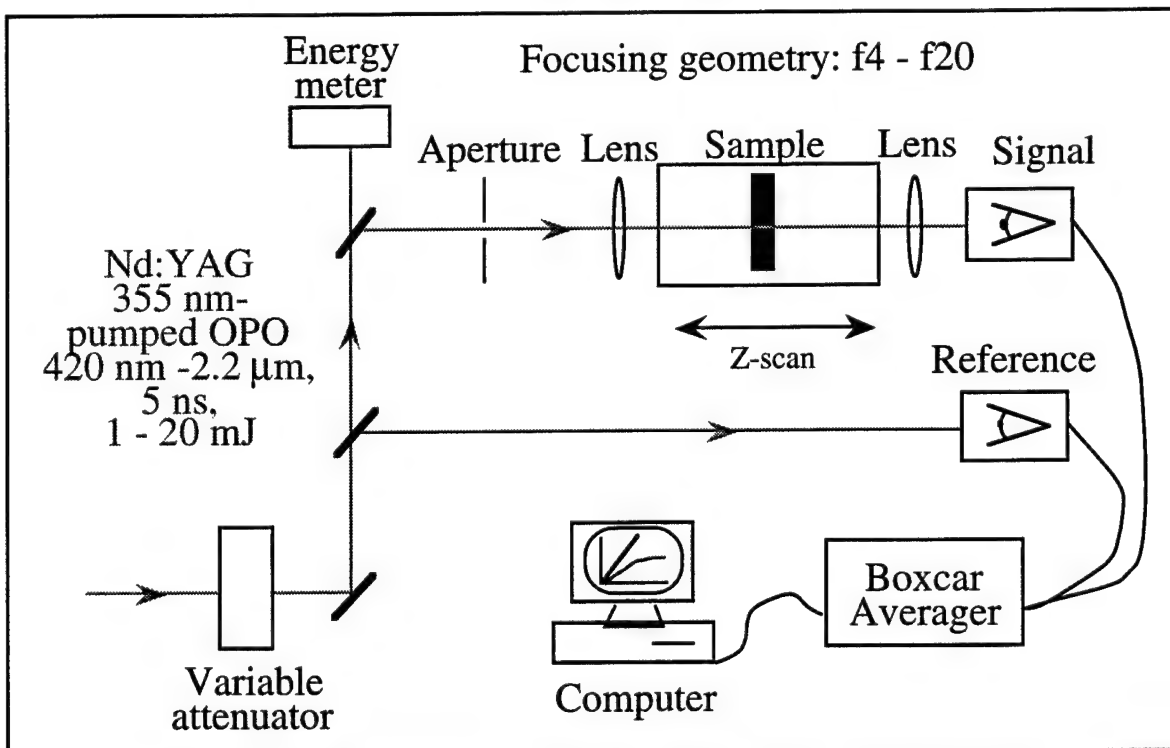 Energy
meter
Focusing geometry: f4 - f20
Aperture
Lens
Sample
Lens
Signal
Nd:YAG
355 nm-
pumped OPO
420 nm -2.2 μm,
5 ns,
1 - 20 mJ
Z-scan
Reference
Boxcar
Averager
Variable
attenuator
Computer